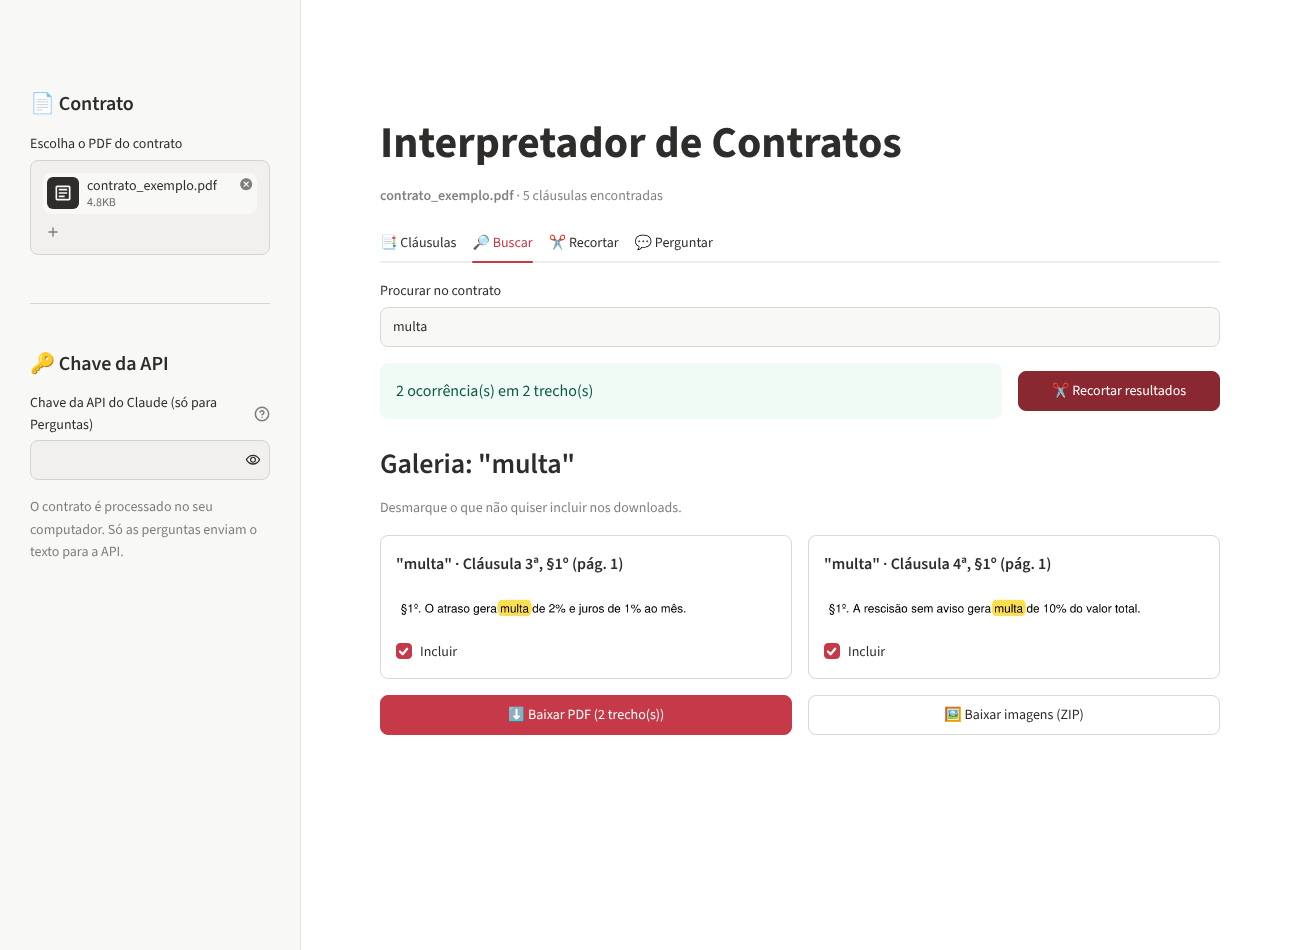 📄 Contrato
Escolha o PDF do contrato
contrato_exemplo.pdf
4.8KB
🔑 Chave da API
Chave da API do Claude (só para
Perguntas)
O contrato é processado no seu
computador. Só as perguntas enviam o
texto para a API.
Interpretador de Contratos
contrato_exemplo.pdf · 5 cláusulas encontradas
📑 Cláusulas 🔎 Buscar ✂️ Recortar 💬 Perguntar
Procurar no contrato
multa
2 ocorrência(s) em 2 trecho(s)
✂️ Recortar resultados
Galeria: "multa"
Desmarque o que não quiser incluir nos downloads.
"multa" · Cláusula 3ª, §1º (pág. 1)
§1º. O atraso gera multa de 2% e juros de 1% ao mês.
Incluir
"multa" · Cláusula 4ª, §1º (pág. 1)
§1º. A rescisão sem aviso gera multa de 10% do valor total.
Incluir
⬇️ Baixar PDF (2 trecho(s))
🖼️ Baixar imagens (ZIP)